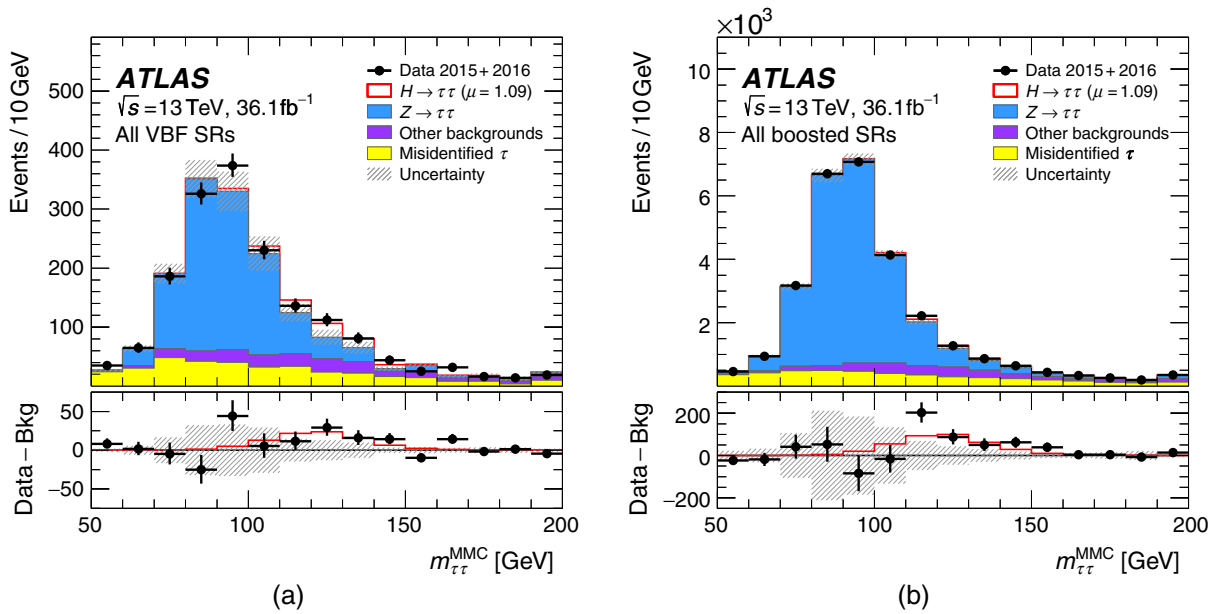 ATLAS
√s = 13 TeV, 36.1 fb⁻¹
All VBF SRs
Data 2015 + 2016
H → ττ (μ = 1.09)
Z → ττ
Other backgrounds
Misidentified τ
Uncertainty
Events / 10 GeV
500
400
300
200
100
Data − Bkg
50
0
−50
50 100 150 200
m_{ττ}^{MMC} [GeV]
(a)
×10³
ATLAS
√s = 13 TeV, 36.1 fb⁻¹
All boosted SRs
Data 2015 + 2016
H → ττ (μ = 1.09)
Z → ττ
Other backgrounds
Misidentified τ
Uncertainty
Events / 10 GeV
10
8
6
4
2
Data − Bkg
200
0
−200
50 100 150 200
m_{ττ}^{MMC} [GeV]
(b)